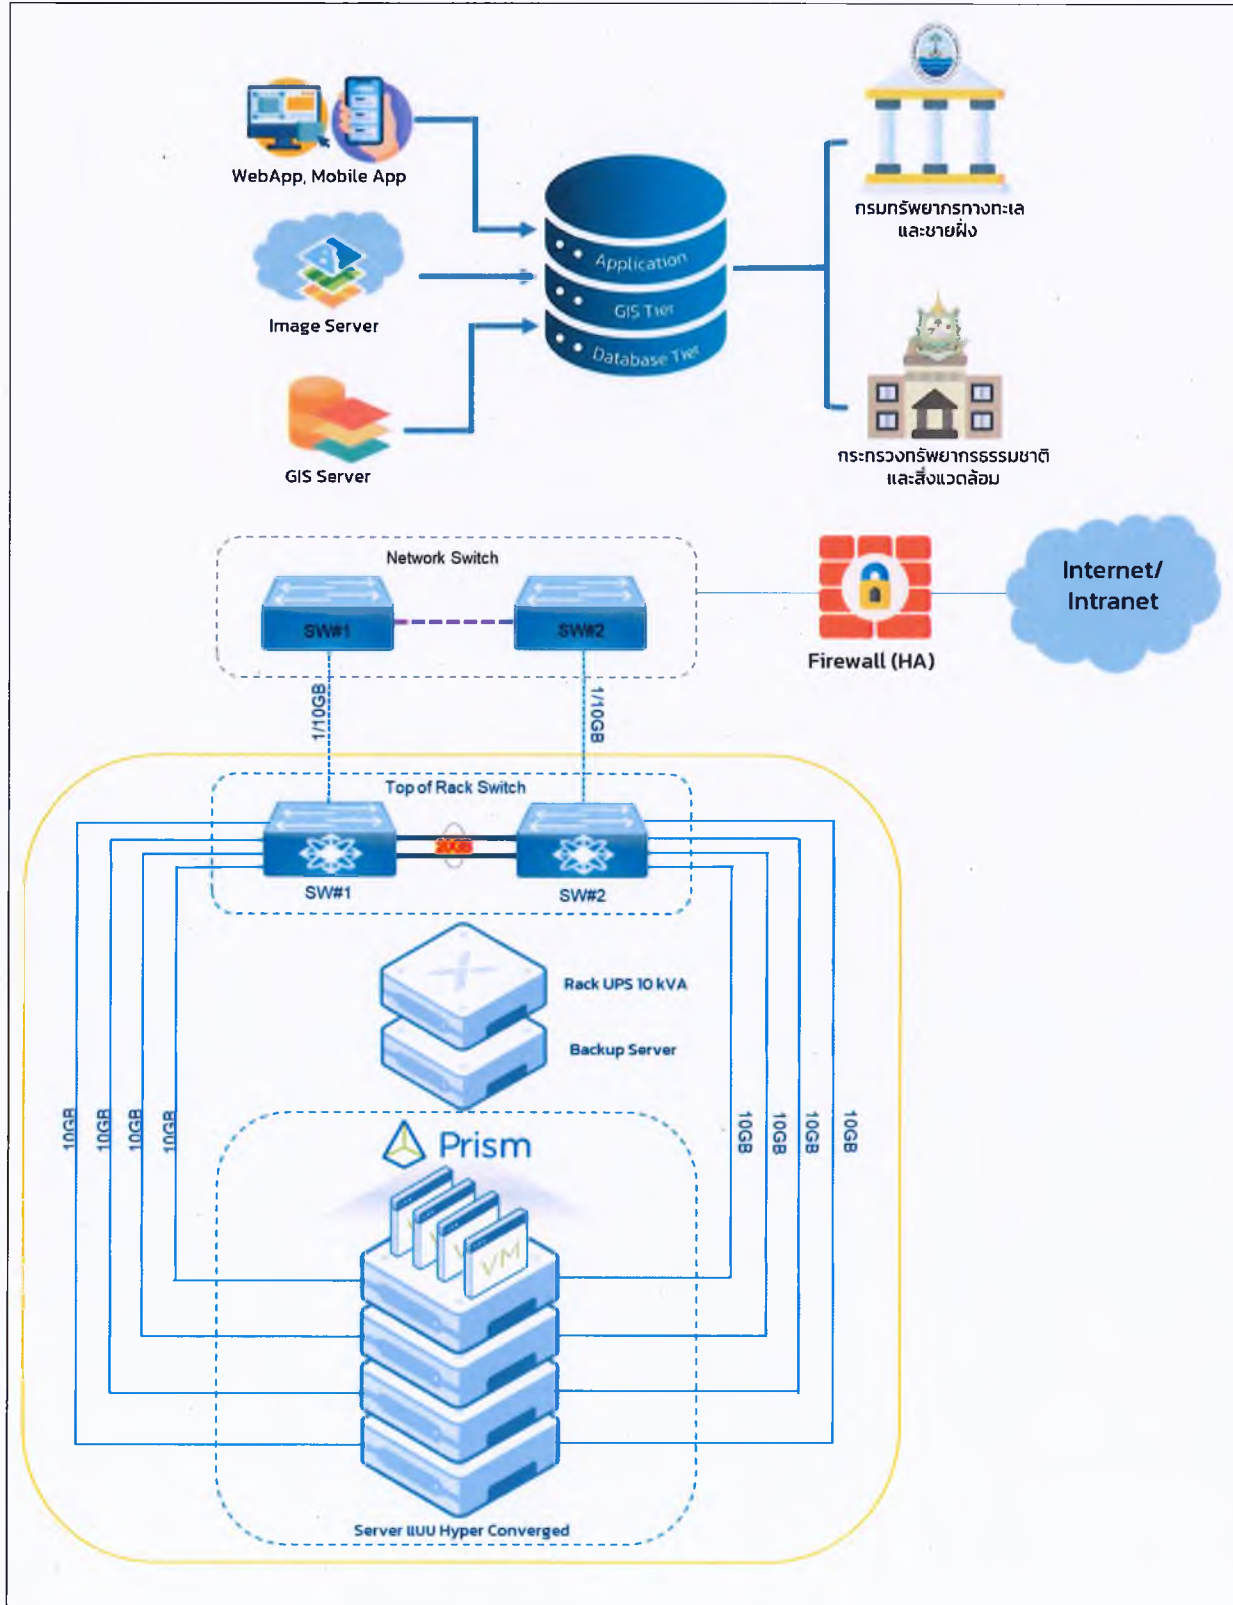 WebApp, Mobile App
Image Server
GIS Server
Application
GIS Tier
Database Tier
กรมทรัพยากรทางทะเล
และชายฝั่ง
กระทรวงทรัพยากรธรรมชาติ
และสิ่งแวดล้อม
Network Switch
SW#1
SW#2
Firewall (HA)
Internet/
Intranet
1/10GB
1/10GB
Top of Rack Switch
20GB
SW#1
SW#2
Rack UPS 10 kVA
Backup Server
10GB
10GB
10GB
10GB
10GB
10GB
10GB
10GB
Prism
VM
Server แบบ Hyper Converged